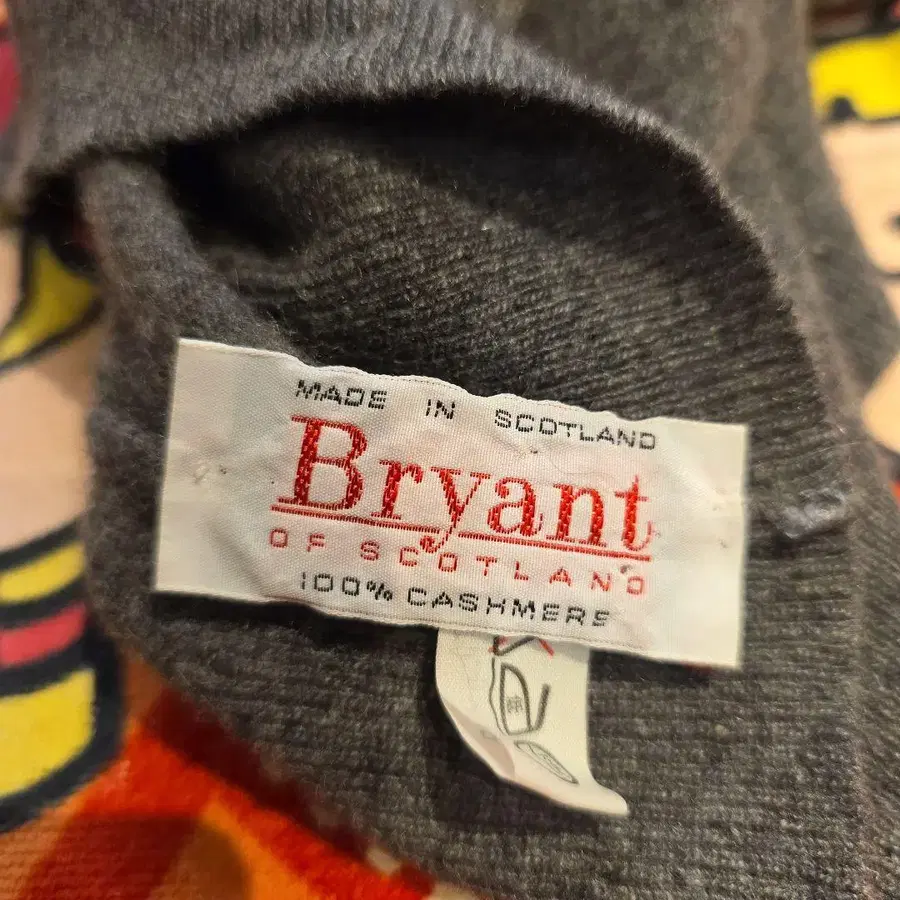 MADE IN SCOTLAND
Bryant
OF SCOTLAND
100% CASHMERE